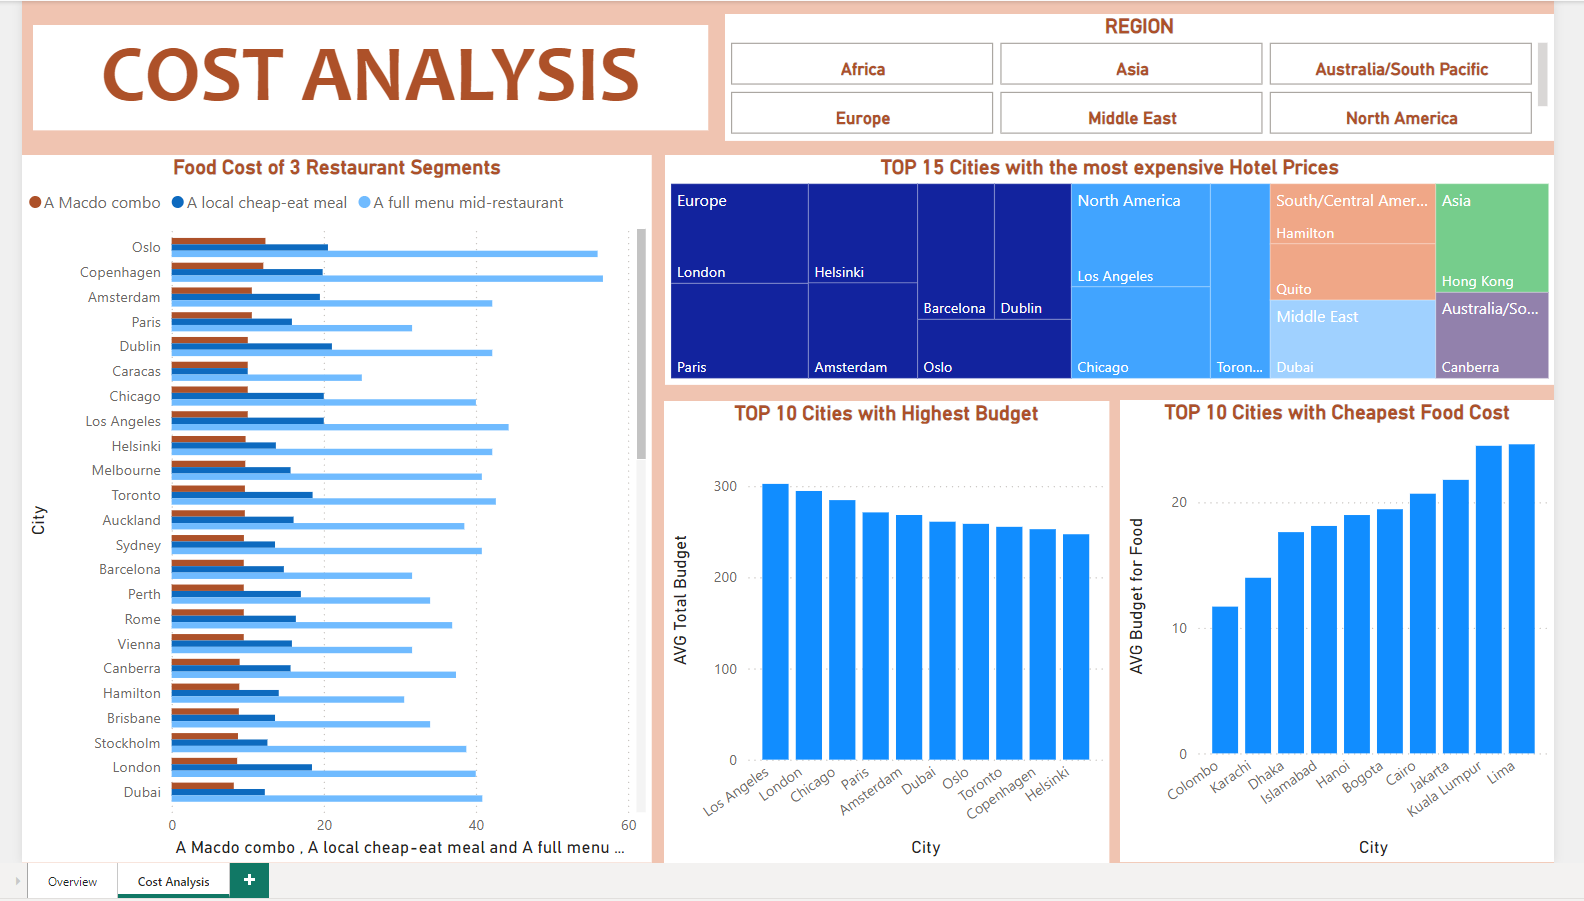 COST ANALYSIS
REGION
Africa
Asia
Australia/South Pacific
Europe
Middle East
North America
Food Cost of 3 Restaurant Segments
A Macdo combo
A local cheap-eat meal
A full menu mid-restaurant
City
Oslo
Copenhagen
Amsterdam
Paris
Dublin
Caracas
Chicago
Los Angeles
Helsinki
Melbourne
Toronto
Auckland
Sydney
Barcelona
Perth
Rome
Vienna
Canberra
Hamilton
Brisbane
Stockholm
London
Dubai
0
20
40
60
A Macdo combo , A local cheap-eat meal and A full menu ...
TOP 15 Cities with the most expensive Hotel Prices
Europe
London
Paris
Helsinki
Amsterdam
Barcelona
Dublin
Oslo
North America
Los Angeles
Chicago
Toron...
South/Central Amer...
Hamilton
Quito
Middle East
Dubai
Asia
Hong Kong
Australia/So...
Canberra
TOP 10 Cities with Highest Budget
AVG Total Budget
300
200
100
0
Los Angeles
London
Chicago
Paris
Amsterdam
Dubai
Oslo
Toronto
Copenhagen
Helsinki
City
TOP 10 Cities with Cheapest Food Cost
AVG Budget for Food
20
10
0
Colombo
Karachi
Dhaka
Islamabad
Hanoi
Bogota
Cairo
Jakarta
Kuala Lumpur
Lima
City
Overview
Cost Analysis
+